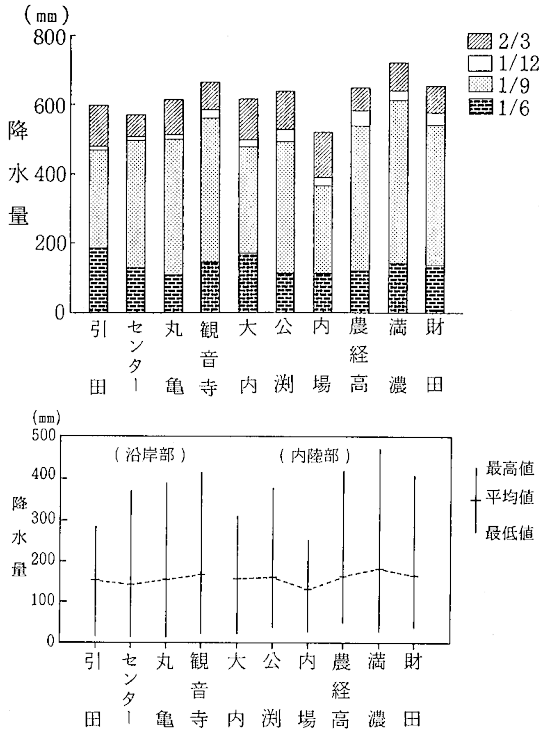 (mm)
800
600
400
200
0
降水量
2/3
1/12
1/9
1/6
引田
センター
丸亀
観音寺
大内
公渕
内場
農経高
満濃
財田
(mm)
500
400
300
200
100
0
降水量
(沿岸部)
(内陸部)
最高値
平均値
最低値
引田
センター
丸亀
観音寺
大内
公渕
内場
農経高
満濃
財田